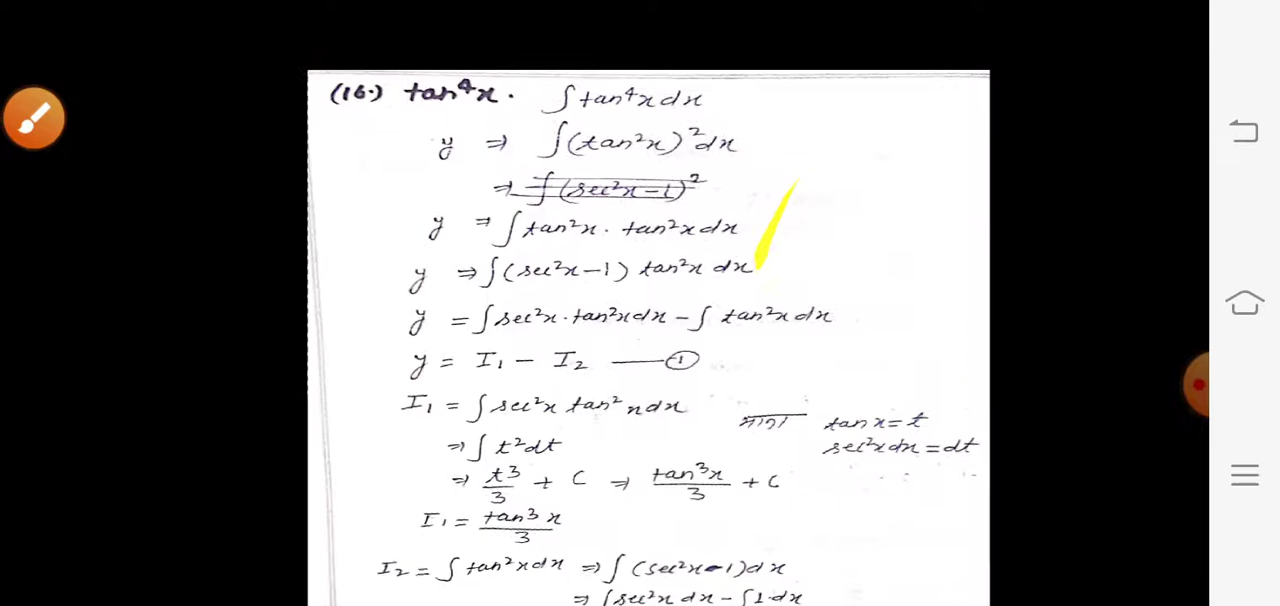 (16.) tan⁴x. ∫tan⁴x dx
y ⇒ ∫(tan²x)² dx
⇒ ∫(sec²x-1)²
y ⇒ ∫tan²x. tan²x dx
y ⇒ ∫(sec²x-1) tan²x dx
y = ∫sec²x.tan²x dx - ∫ tan²x dx
y = I₁ - I₂ —— ①
I₁ = ∫sec²x tan²x dx
माना tan x = t
sec²x dx = dt
⇒ ∫ t² dt
⇒ t³/3 + C ⇒ tan³x/3 + C
I₁ = tan³x/3
I₂ = ∫ tan²x dx ⇒ ∫ (sec²x-1) dx
⇒ ∫sec²x dx - ∫1.dx